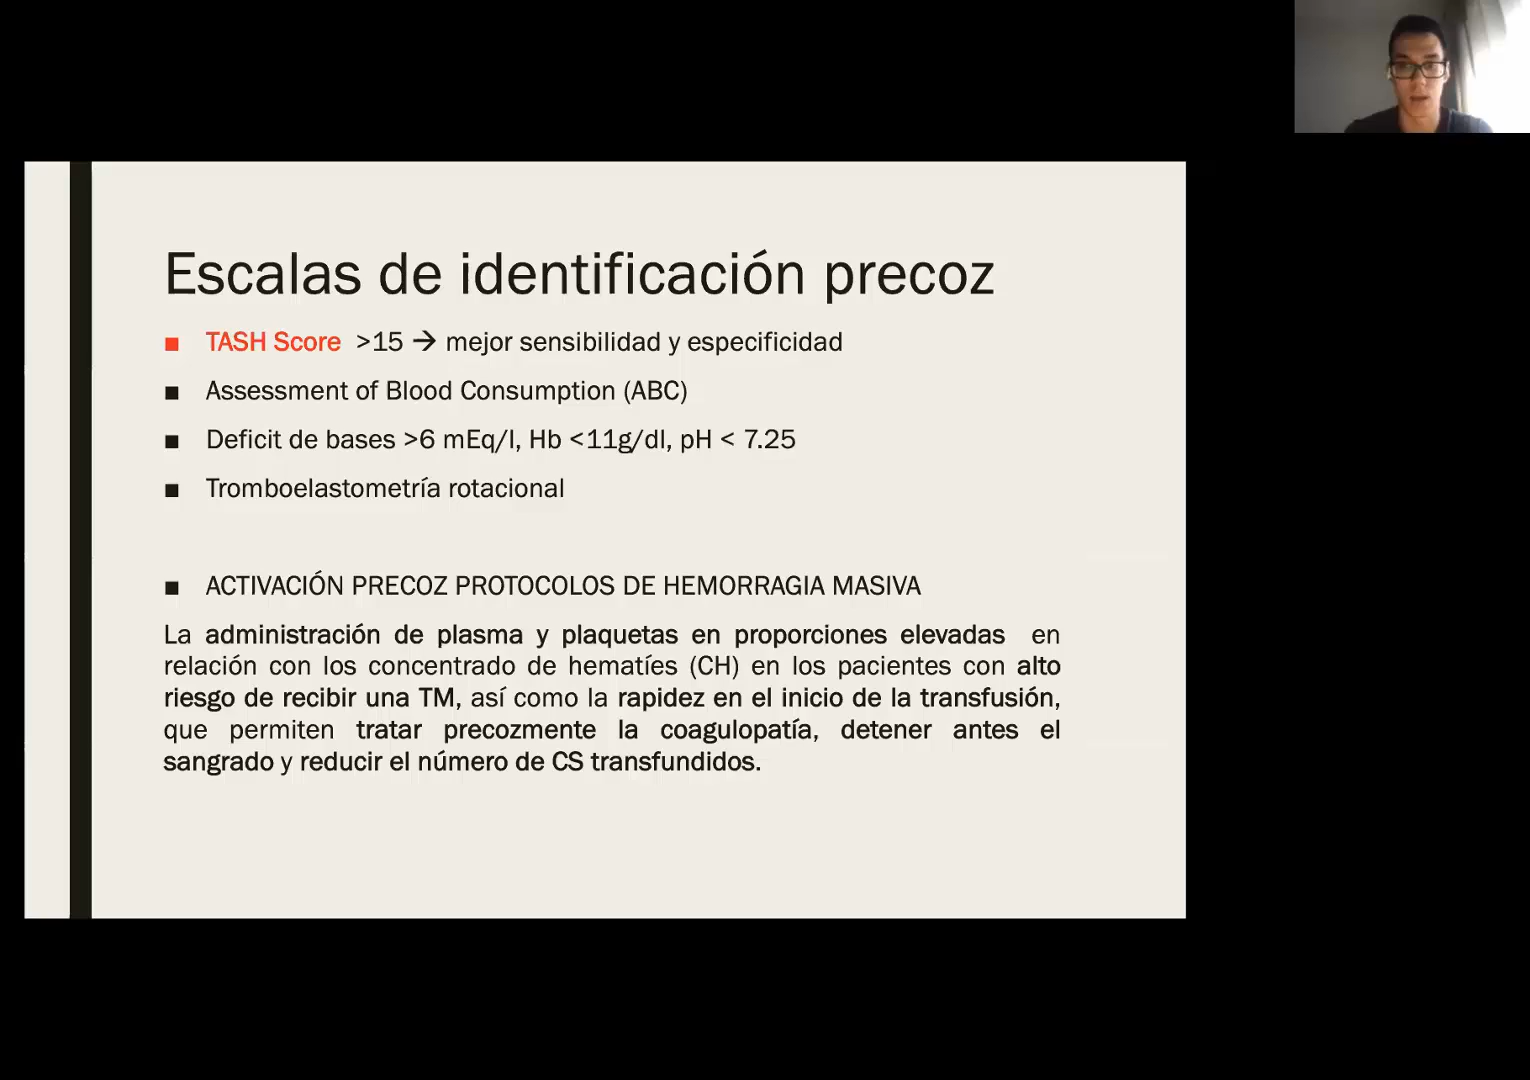 Escalas de identificación precoz
■ TASH Score >15 → mejor sensibilidad y especificidad
■ Assessment of Blood Consumption (ABC)
■ Deficit de bases >6 mEq/l, Hb <11g/dl, pH < 7.25
■ Tromboelastometría rotacional
■ ACTIVACIÓN PRECOZ PROTOCOLOS DE HEMORRAGIA MASIVA
La administración de plasma y plaquetas en proporciones elevadas en
relación con los concentrado de hematíes (CH) en los pacientes con alto
riesgo de recibir una TM, así como la rapidez en el inicio de la transfusión,
que permiten tratar precozmente la coagulopatía, detener antes el
sangrado y reducir el número de CS transfundidos.